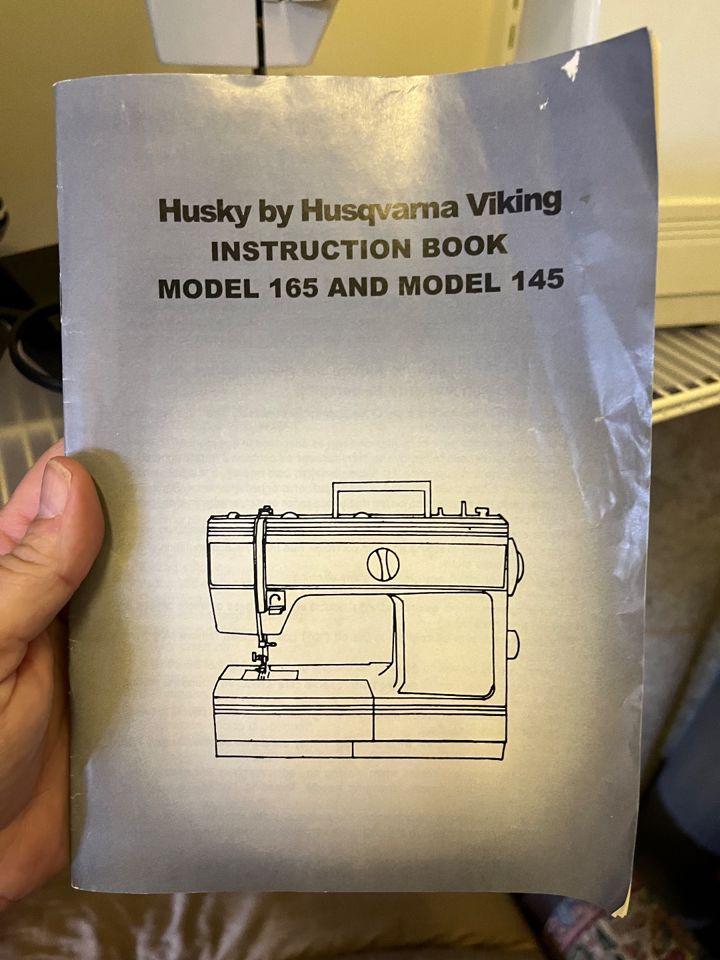 Husky by Husqvarna Viking
INSTRUCTION BOOK
MODEL 165 AND MODEL 145